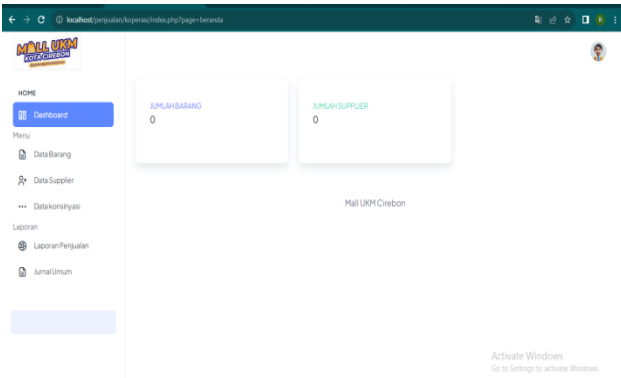 localhost/penjualan/koperasi/index.php?page=beranda
R
MALL UKM
KOTA CIREBON
HOME
Dashboard
Menu
Data Barang
Data Supplier
Data konsinyasi
Laporan
Laporan Penjualan
Jurnal Umum
JUMLAH BARANG
0
JUMLAH SUPPLIER
0
Mall UKM Cirebon
Activate Windows
Go to Settings to activate Windows.